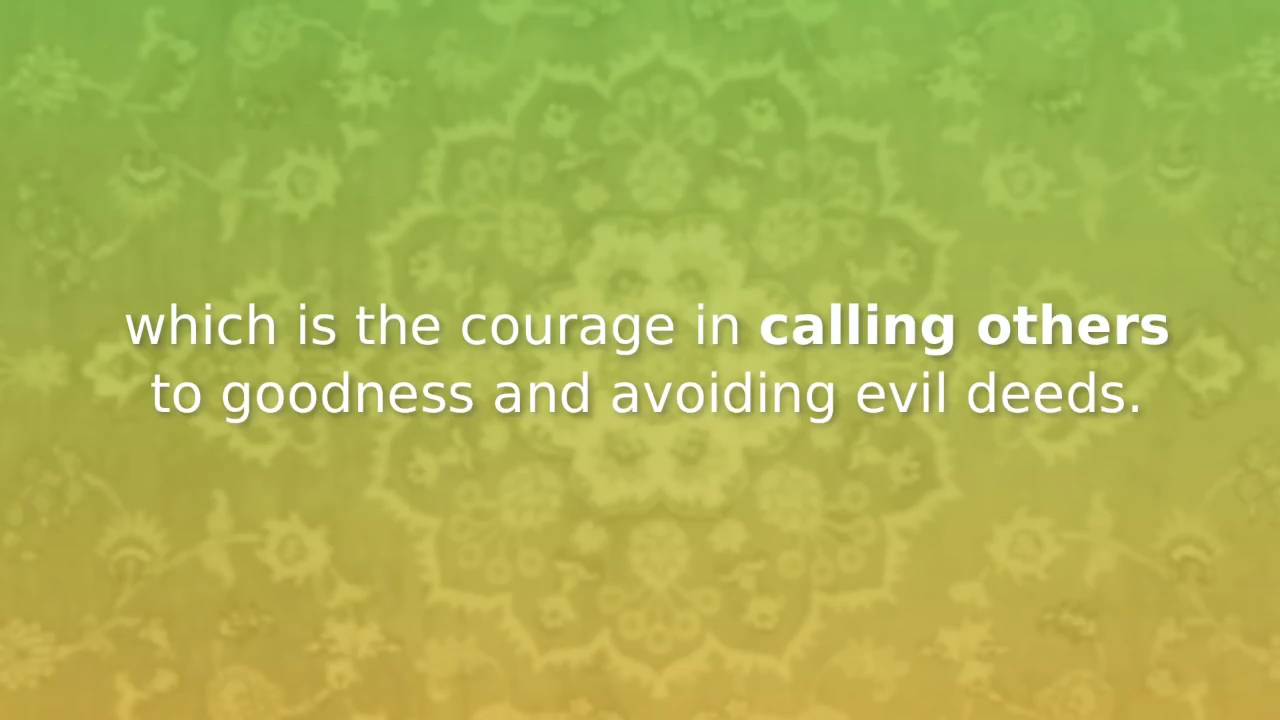 which is the courage in calling others
to goodness and avoiding evil deeds.